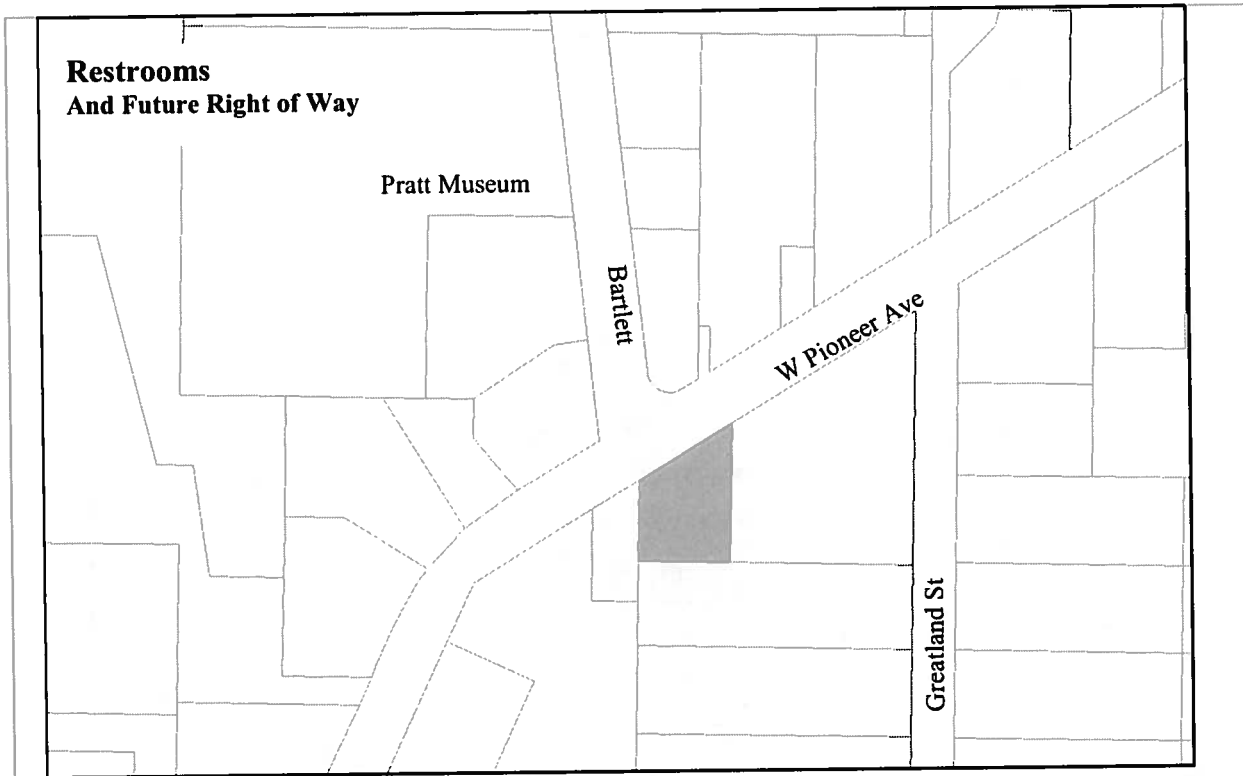 Restrooms
And Future Right of Way
Pratt Museum
Bartlett
W Pioneer Ave
Greatland St